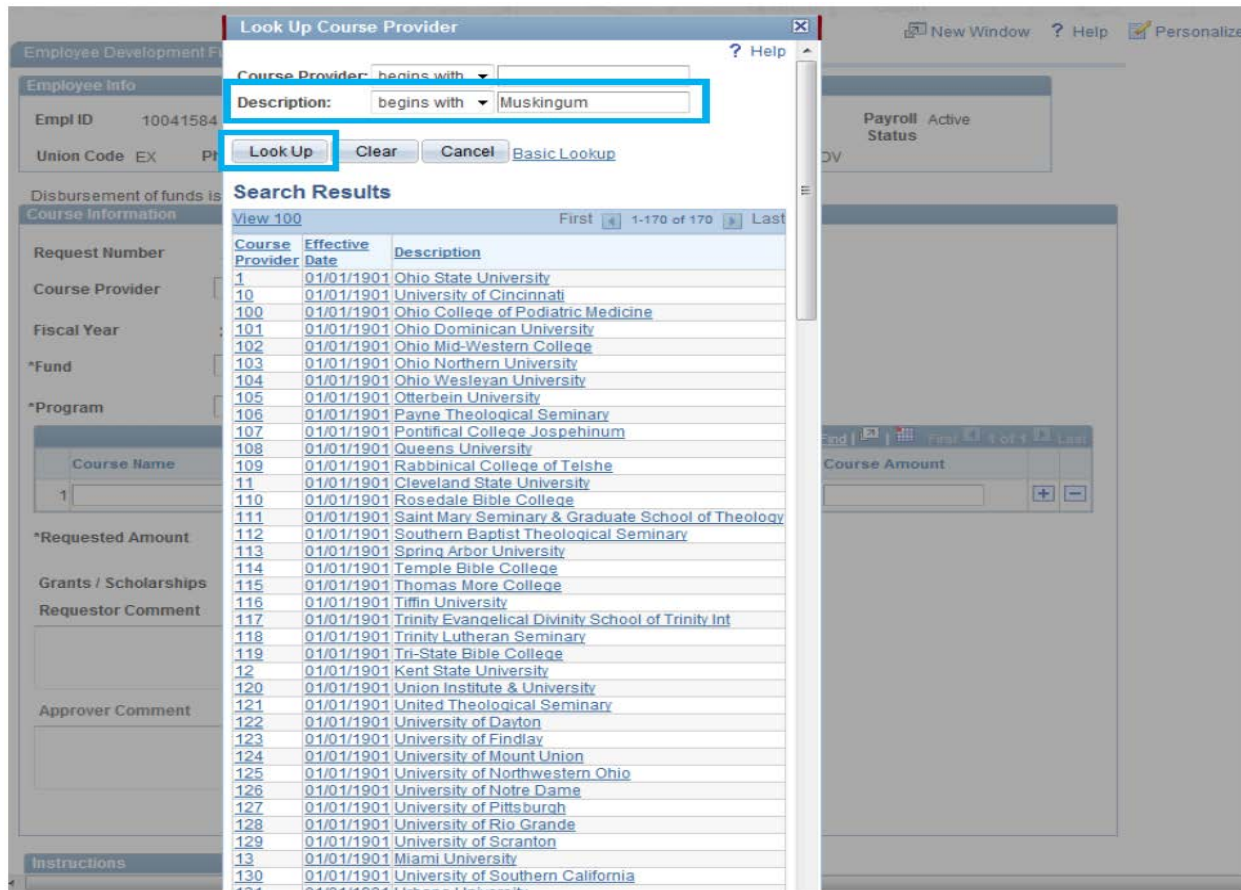 Look Up Course Provider
New Window ? Help Personalize
Employee Development F
? Help
Course Provider: begins with
Employee Info
Description: begins with Muskingum
Empl ID 10041584
Payroll Status Active
Look Up Clear Cancel Basic Lookup
Union Code EX Ph
OV
Disbursement of funds is
Search Results
Course Information
View 100 First 1-170 of 170 Last
Course Provider Effective Date Description
Request Number
1 01/01/1901 Ohio State University
Course Provider
10 01/01/1901 University of Cincinnati
100 01/01/1901 Ohio College of Podiatric Medicine
Fiscal Year
101 01/01/1901 Ohio Dominican University
102 01/01/1901 Ohio Mid-Western College
*Fund
103 01/01/1901 Ohio Northern University
104 01/01/1901 Ohio Wesleyan University
105 01/01/1901 Otterbein University
*Program
106 01/01/1901 Payne Theological Seminary
107 01/01/1901 Pontifical College Jospehinum
Find | | First 1 of 1 Last
108 01/01/1901 Queens University
Course Name
109 01/01/1901 Rabbinical College of Telshe
Course Amount
11 01/01/1901 Cleveland State University
1
110 01/01/1901 Rosedale Bible College
111 01/01/1901 Saint Mary Seminary & Graduate School of Theology
*Requested Amount
112 01/01/1901 Southern Baptist Theological Seminary
113 01/01/1901 Spring Arbor University
114 01/01/1901 Temple Bible College
Grants / Scholarships
115 01/01/1901 Thomas More College
Requestor Comment
116 01/01/1901 Tiffin University
117 01/01/1901 Trinity Evangelical Divinity School of Trinity Int
118 01/01/1901 Trinity Lutheran Seminary
119 01/01/1901 Tri-State Bible College
12 01/01/1901 Kent State University
120 01/01/1901 Union Institute & University
121 01/01/1901 United Theological Seminary
Approver Comment
122 01/01/1901 University of Dayton
123 01/01/1901 University of Findlay
124 01/01/1901 University of Mount Union
125 01/01/1901 University of Northwestern Ohio
126 01/01/1901 University of Notre Dame
127 01/01/1901 University of Pittsburgh
128 01/01/1901 University of Rio Grande
129 01/01/1901 University of Scranton
Instructions
13 01/01/1901 Miami University
130 01/01/1901 University of Southern California